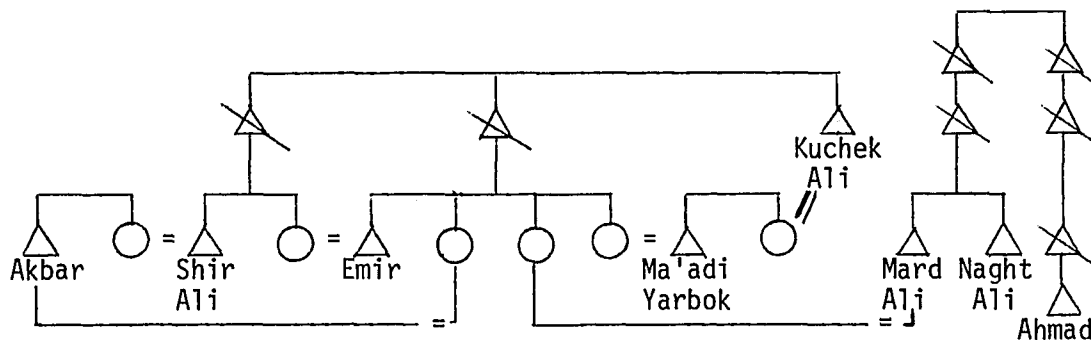 Kuchek
Ali
Akbar
Shir
Ali
Emir
Ma'adi
Yarbok
Mard
Ali
Naght
Ali
Ahmad